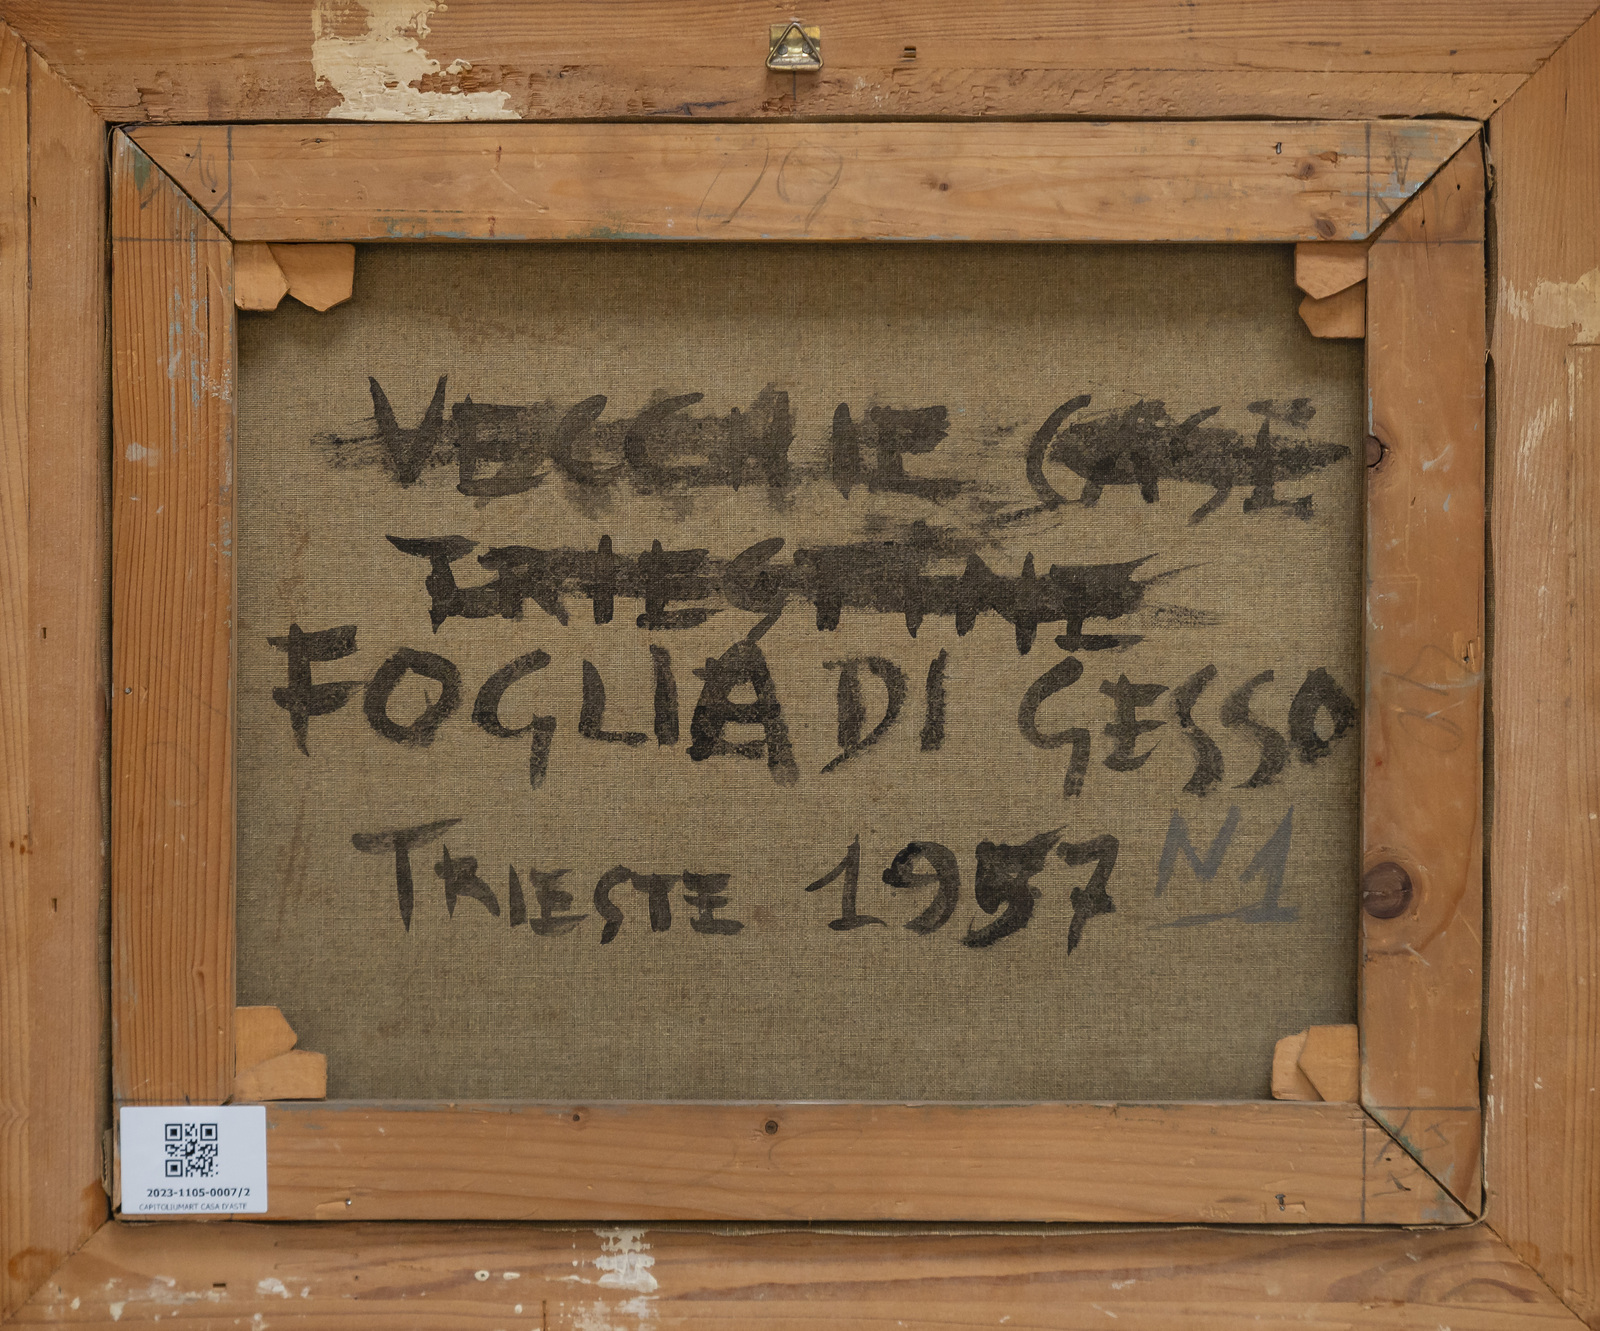 VECCHIE CASE
TRIESTINE
FOGLIA DI GESSO
TRIESTE 1957 N1
2023-1105-0007/2
CAPITOLIUMART CASA D'ASTE